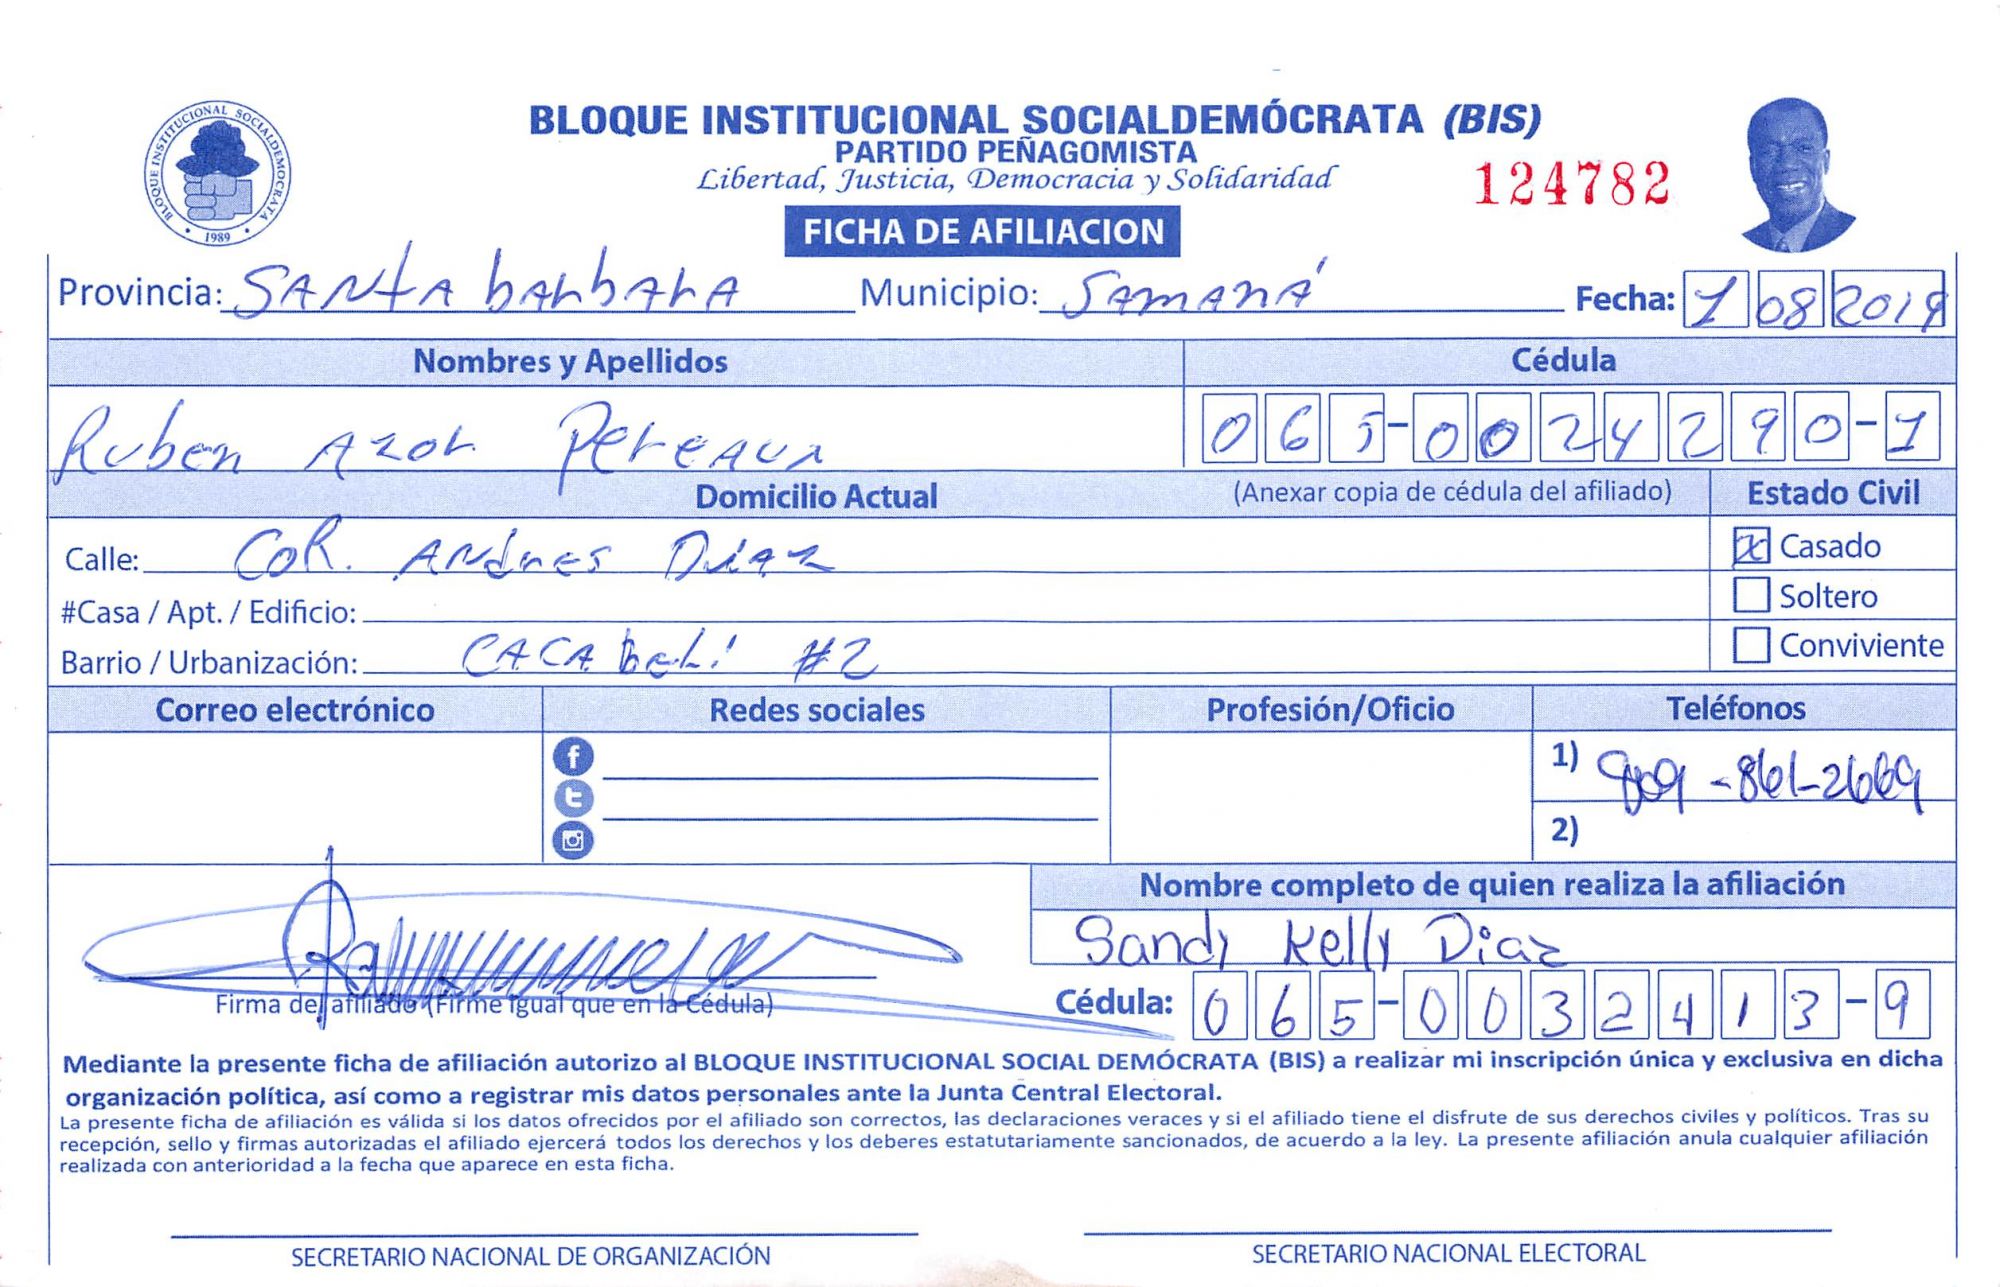 BLOQUE INSTITUCIONAL SOCIALDEMOCRATA
1989
BLOQUE INSTITUCIONAL SOCIALDEMÓCRATA (BIS)
PARTIDO PEÑAGOMISTA
Libertad, Justicia, Democracia y Solidaridad
124782
FICHA DE AFILIACION
Provincia: SANTA barbara Municipio: Samaná Fecha: 1 08 2019
Nombres y Apellidos Cédula
Ruben Azor Pereaux 065-0024290-1
Domicilio Actual (Anexar copia de cédula del afiliado) Estado Civil
Calle: COR. Andres Diaz x Casado
#Casa / Apt. / Edificio: Soltero
Barrio / Urbanización: CACA beli #2 Conviviente
Correo electrónico Redes sociales Profesión/Oficio Teléfonos
1) 809-861-2669
2)
Nombre completo de quien realiza la afiliación
Sandy Kelly Diaz
Firma del afiliado (Firme igual que en la Cédula) Cédula: 065-0032413-9
Mediante la presente ficha de afiliación autorizo al BLOQUE INSTITUCIONAL SOCIAL DEMÓCRATA (BIS) a realizar mi inscripción única y exclusiva en dicha
organización política, así como a registrar mis datos personales ante la Junta Central Electoral.
La presente ficha de afiliación es válida si los datos ofrecidos por el afiliado son correctos, las declaraciones veraces y si el afiliado tiene el disfrute de sus derechos civiles y políticos. Tras su
recepción, sello y firmas autorizadas el afiliado ejercerá todos los derechos y los deberes estatutariamente sancionados, de acuerdo a la ley. La presente afiliación anula cualquier afiliación
realizada con anterioridad a la fecha que aparece en esta ficha.
SECRETARIO NACIONAL DE ORGANIZACIÓN SECRETARIO NACIONAL ELECTORAL